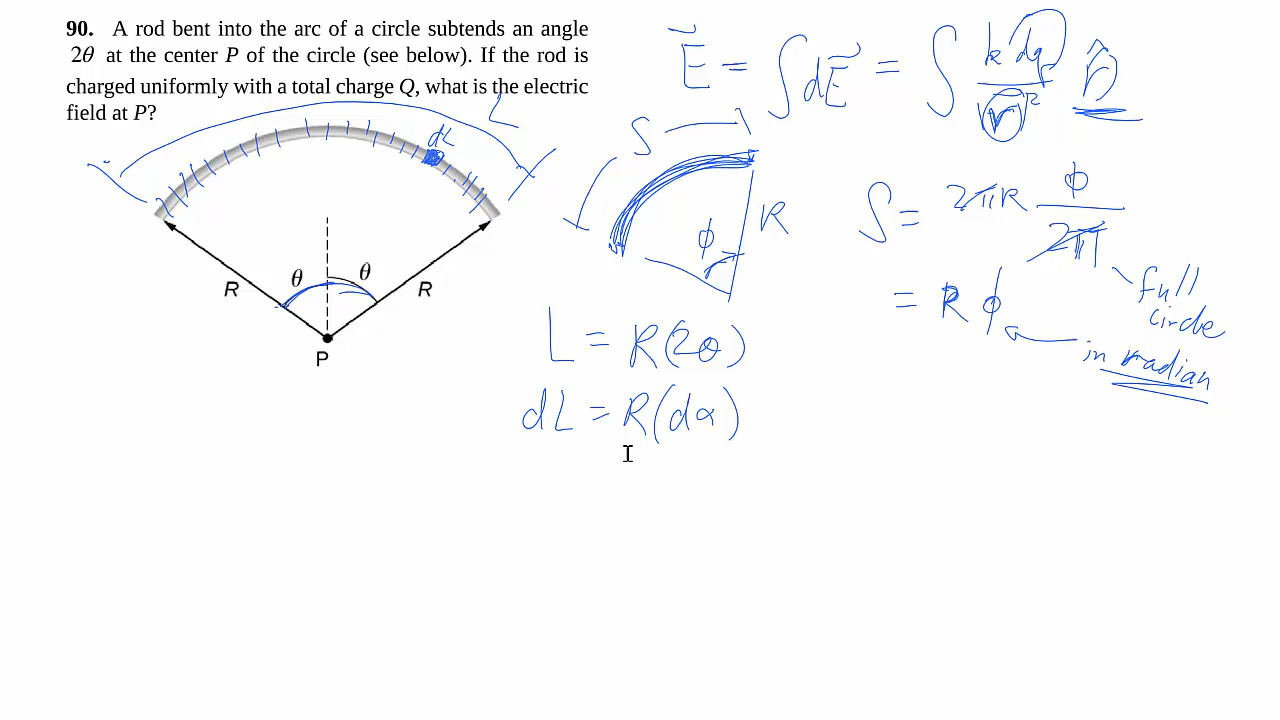 90. A rod bent into the arc of a circle subtends an angle
2θ at the center P of the circle (see below). If the rod is
charged uniformly with a total charge Q, what is the electric
field at P?
L
dL
θ θ
R R
P
E⃗ = ∫dE⃗ = ∫ k dq / r² r̂
S
R
ϕ
S = 2πR ϕ / 2π
full
circle
= R ϕ
in radian
L = R(2θ)
dL = R(dα)